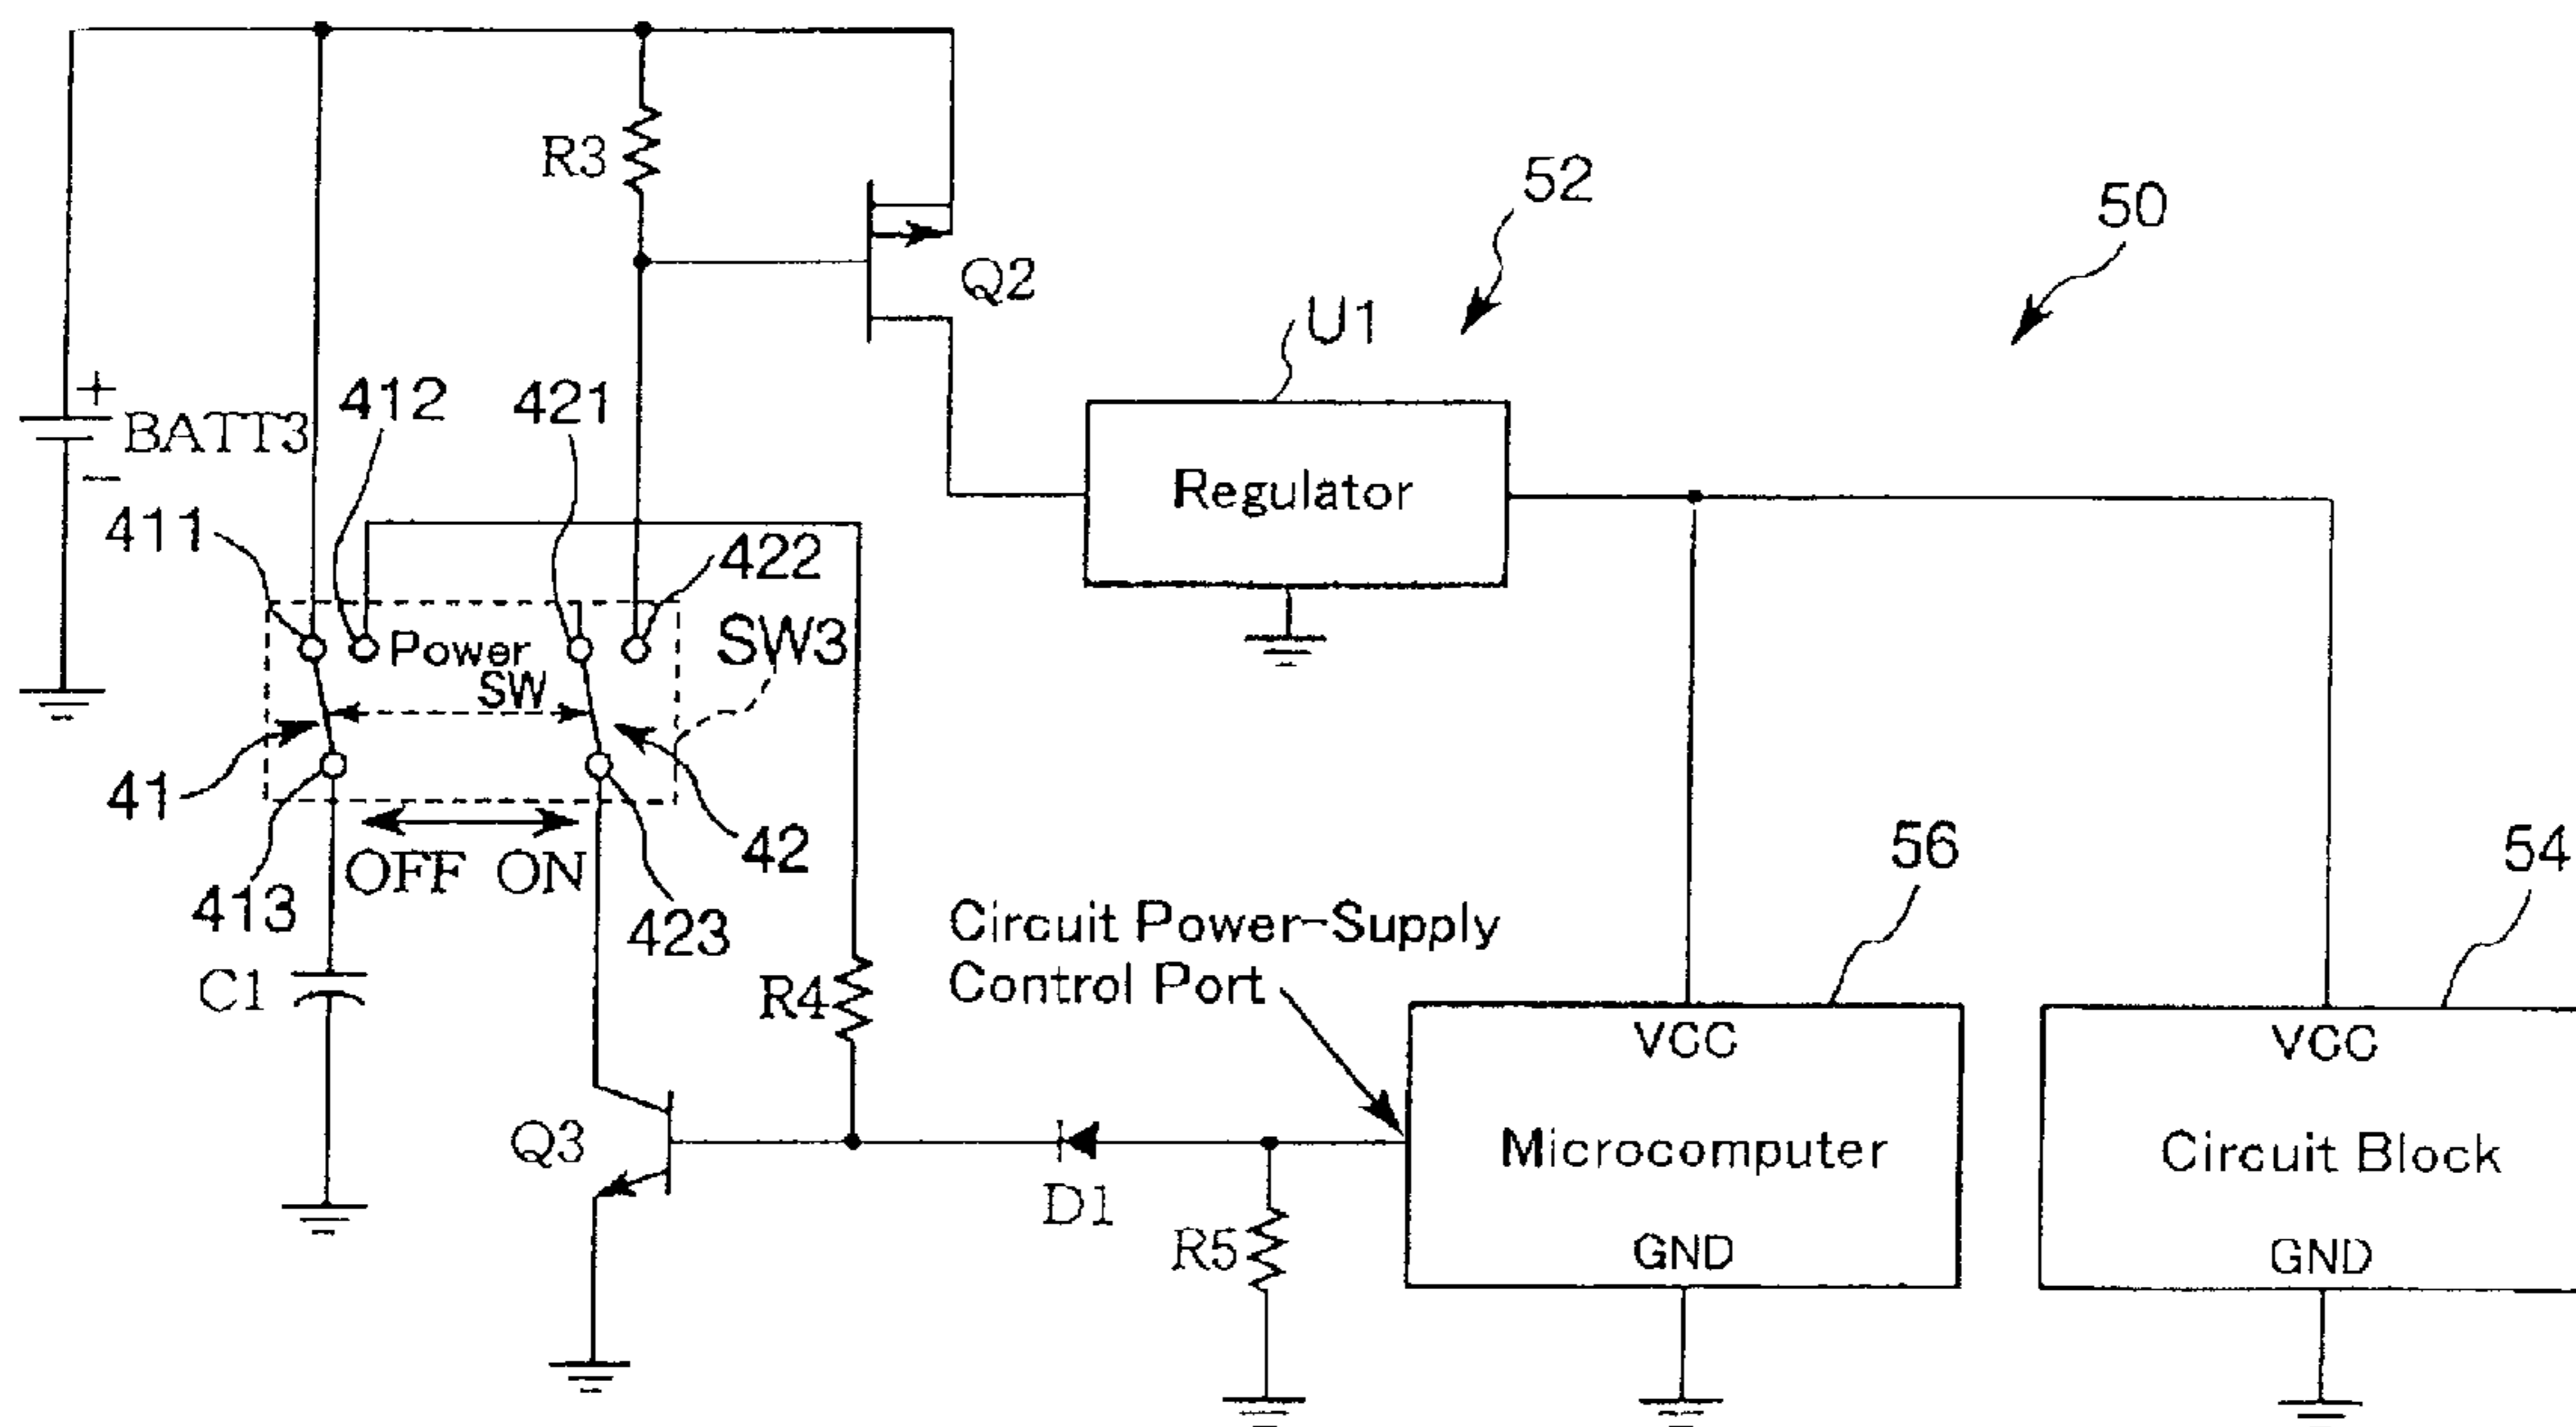 R3
52
50
Q2
U1
+
BATT3
−
412
421
Regulator
411
422
Power
SW
SW3
41
42
OFF ON
413
423
56
54
C1
R4
Circuit Power-Supply
Control Port
VCC
VCC
Q3
D1
Microcomputer
Circuit Block
R5
GND
GND